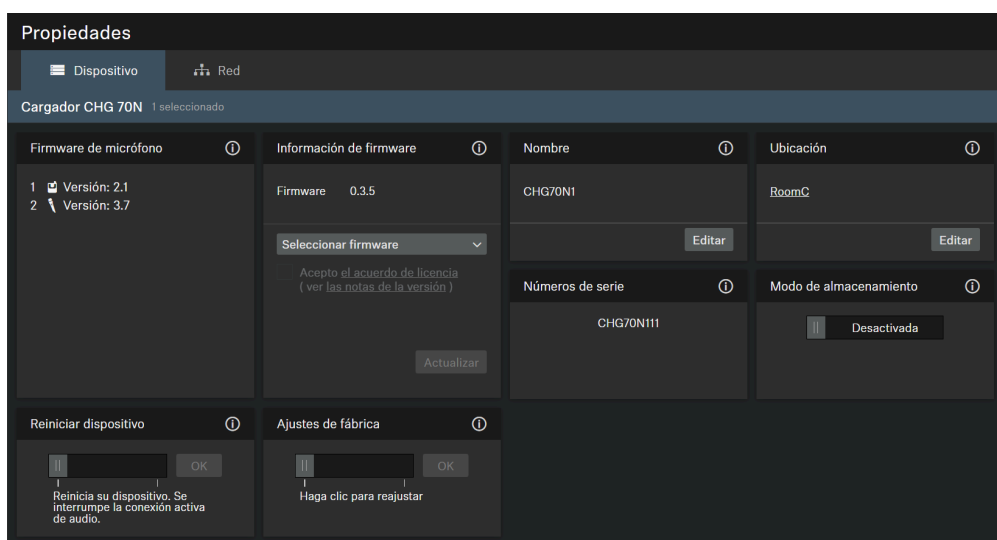 Propiedades
Dispositivo
Red
Cargador CHG 70N 1 seleccionado
Firmware de micrófono
1 Versión: 2.1
2 Versión: 3.7
Información de firmware
Firmware 0.3.5
Seleccionar firmware
Acepto el acuerdo de licencia
( ver las notas de la versión )
Actualizar
Nombre
CHG70N1
Editar
Ubicación
RoomC
Editar
Números de serie
CHG70N111
Modo de almacenamiento
Desactivada
Reiniciar dispositivo
OK
Reinicia su dispositivo. Se
interrumpe la conexión activa
de audio.
Ajustes de fábrica
OK
Haga clic para reajustar